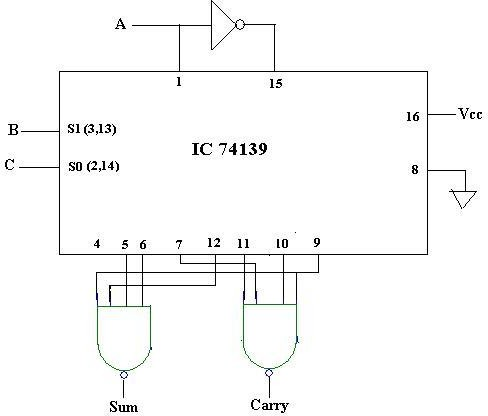 A
1 15
16 Vcc
B S1 (3,13)
IC 74139
C S0 (2,14)
8
4 5 6 7 12 11 10 9
Sum Carry